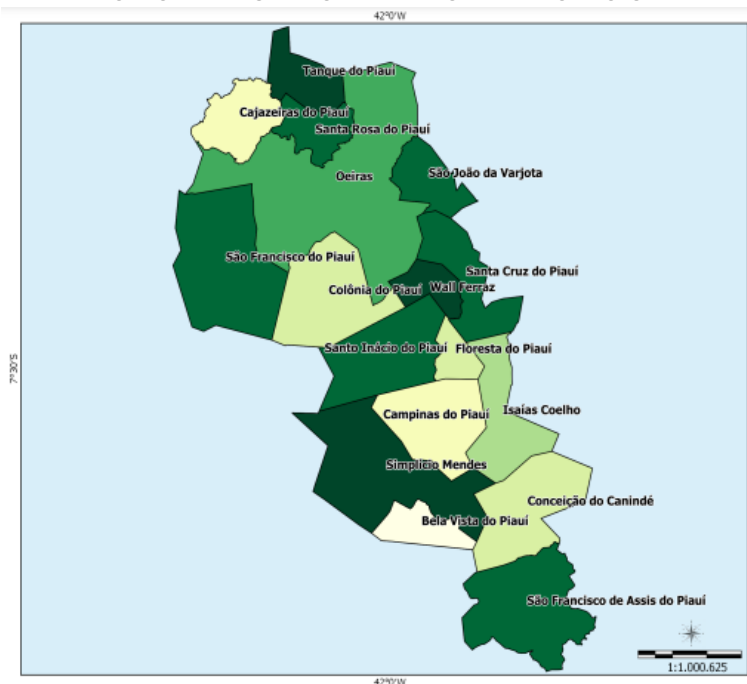 42°0'W
Tanque do Piauí
Cajazeiras do Piauí
Santa Rosa do Piauí
Oeiras
São João da Varjota
São Francisco do Piauí
Santa Cruz do Piauí
Colônia do Piauí
Wall Ferraz
Santo Inácio do Piauí
Floresta do Piauí
7°30'S
Campinas do Piauí
Isaías Coelho
Simplício Mendes
Conceição do Canindé
Bela Vista do Piauí
São Francisco de Assis do Piauí
1:1.000.625
42°0'W